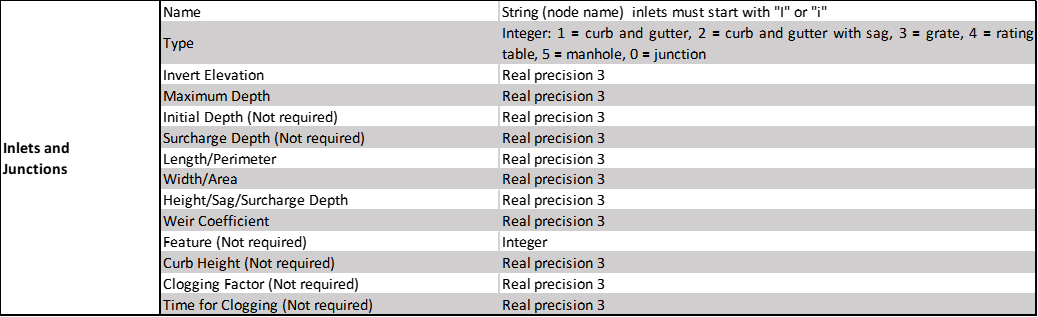 Name String (node name)  inlets must start with "I" or "i"
Type Integer: 1 = curb and gutter, 2 = curb and gutter with sag, 3 = grate, 4 = rating
table, 5 = manhole, 0 = junction
Invert Elevation Real precision 3
Maximum Depth Real precision 3
Initial Depth (Not required) Real precision 3
Surcharge Depth (Not required) Real precision 3
Inlets and
Junctions
Length/Perimeter Real precision 3
Width/Area Real precision 3
Height/Sag/Surcharge Depth Real precision 3
Weir Coefficient Real precision 3
Feature (Not required) Integer
Curb Height (Not required) Real precision 3
Clogging Factor (Not required) Real precision 3
Time for Clogging (Not required) Real precision 3